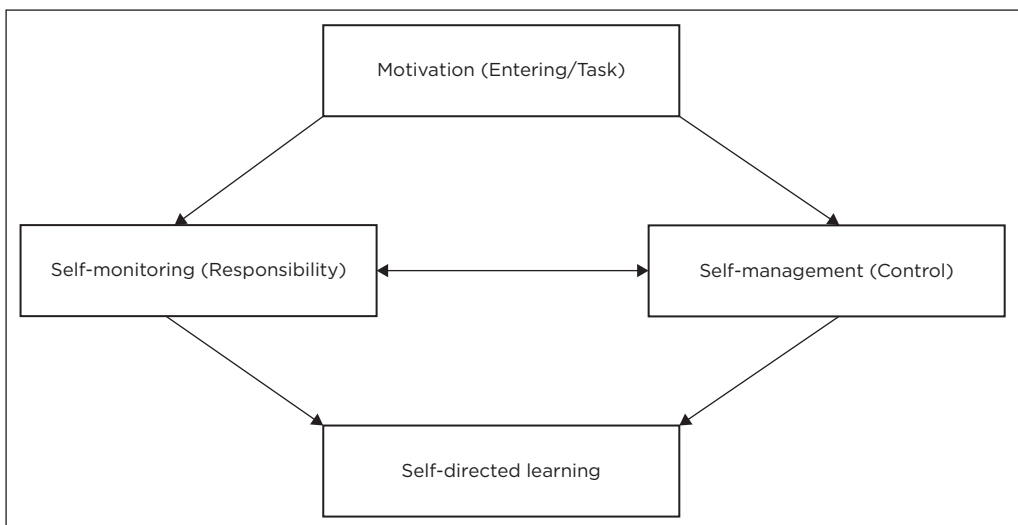 Motivation (Entering/Task)
Self-monitoring (Responsibility)
Self-management (Control)
Self-directed learning